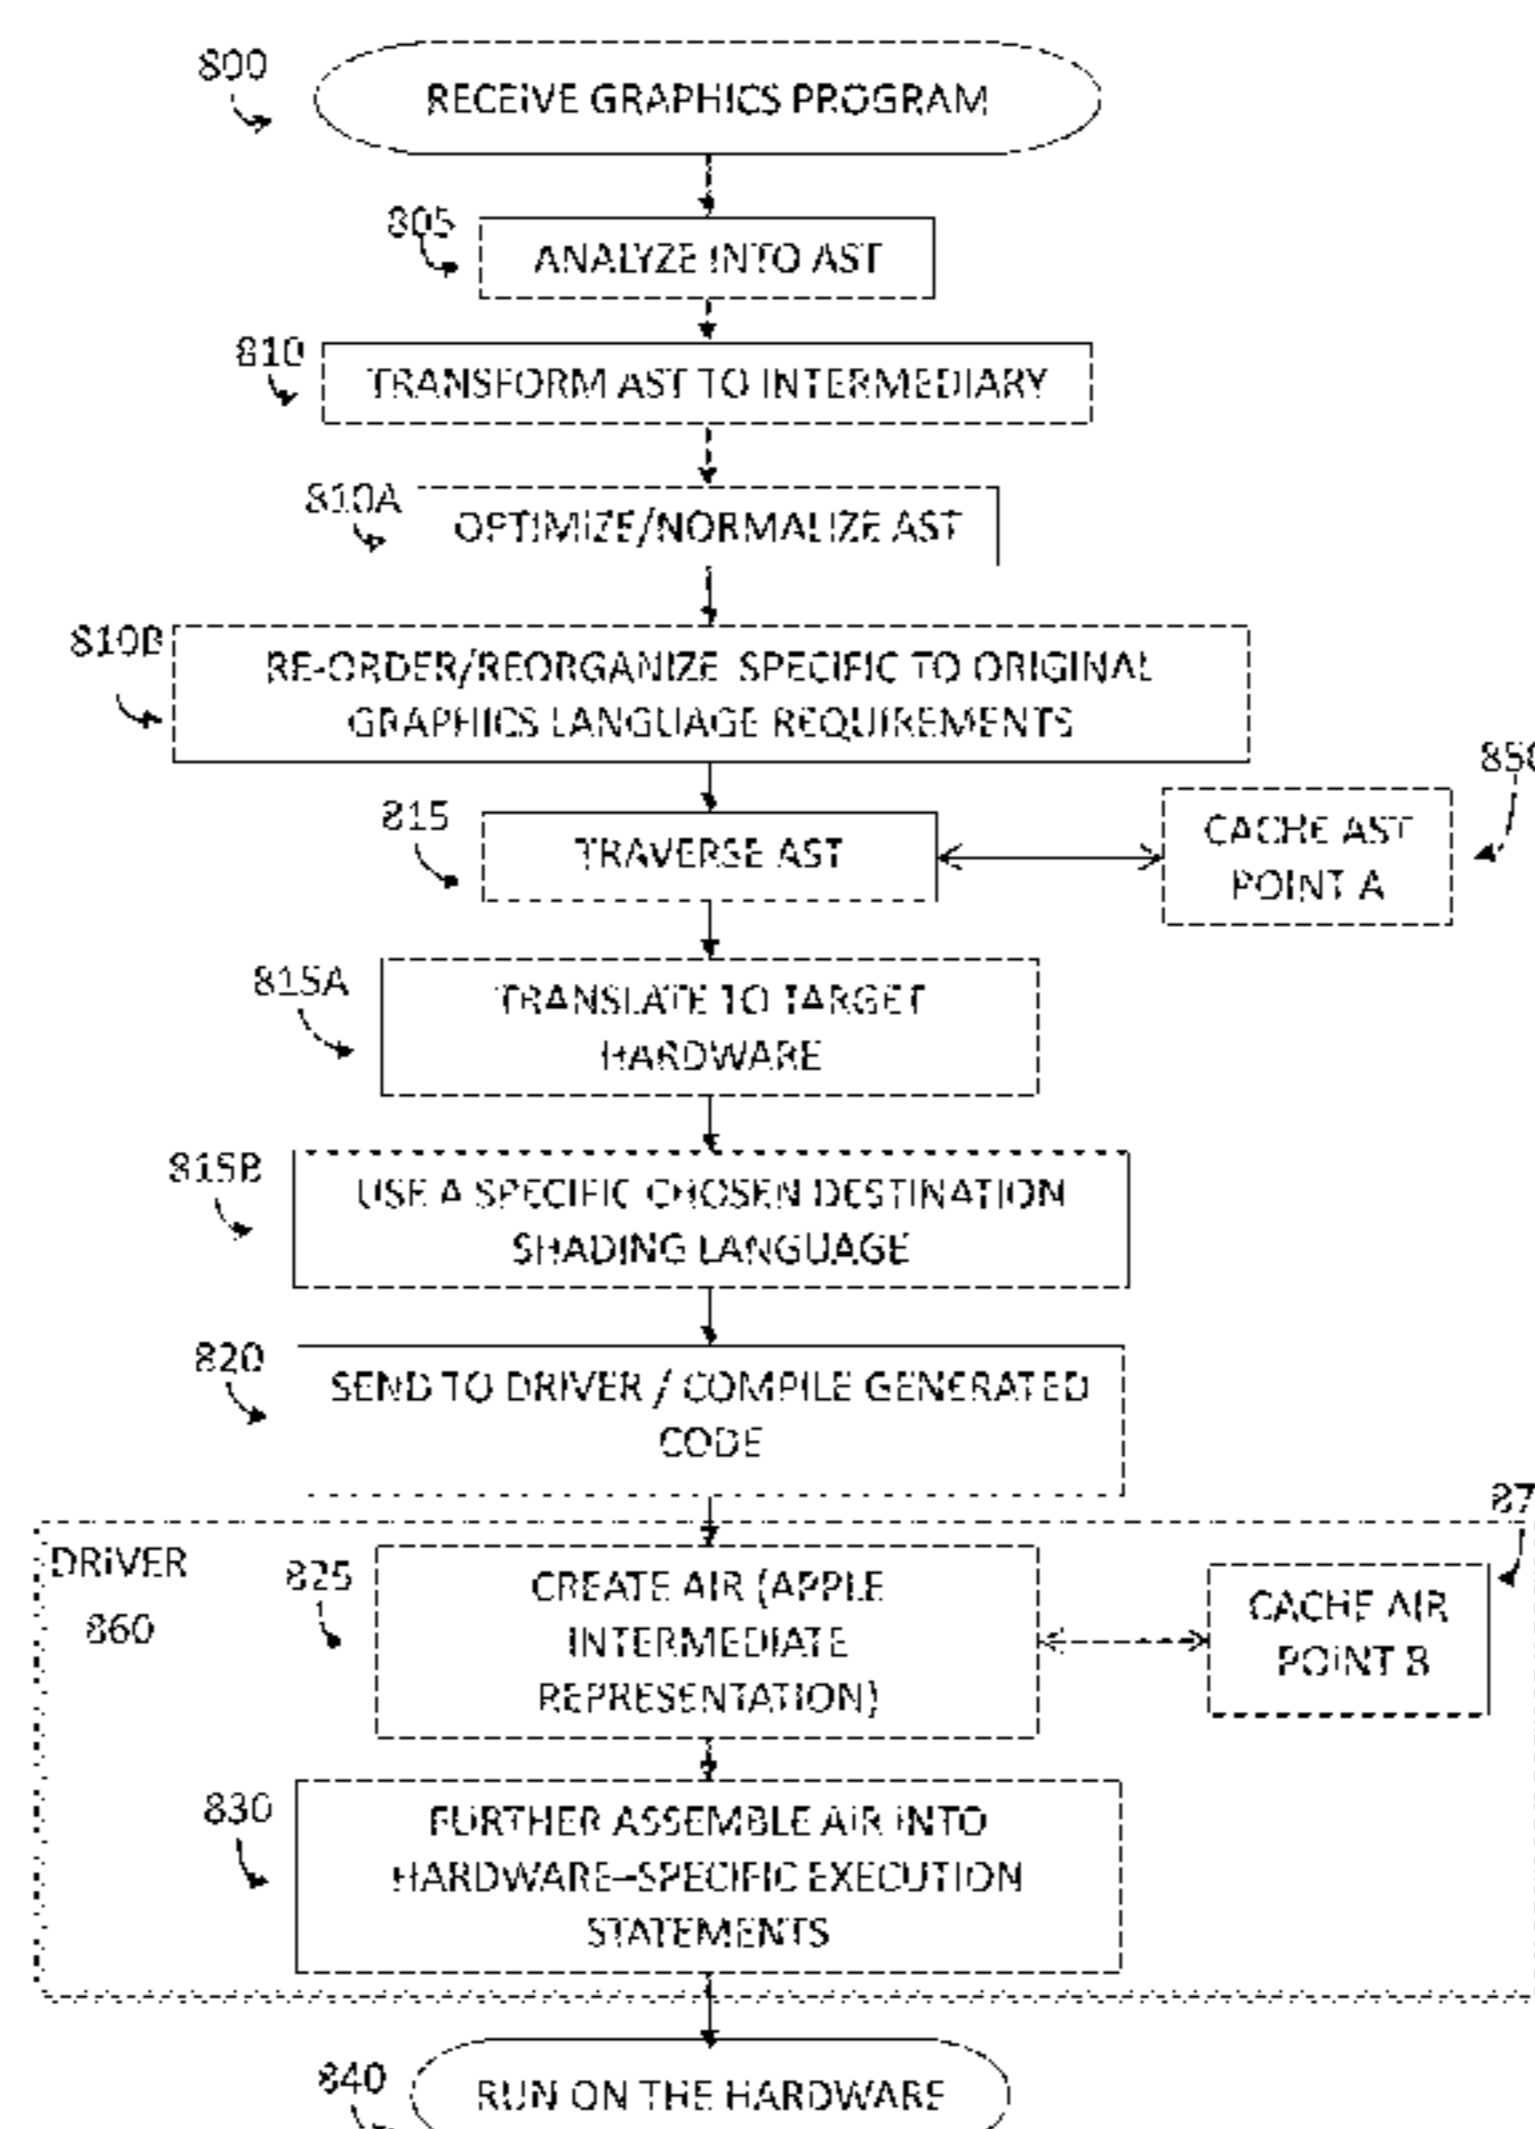 800
RECEIVE GRAPHICS PROGRAM
805
ANALYZE INTO AST
810
TRANSFORM AST TO INTERMEDIARY
810A
OPTIMIZE/NORMALIZE AST
810B
RE-ORDER/REORGANIZE SPECIFIC TO ORIGINAL
GRAPHICS LANGUAGE REQUIREMENTS
815
TRAVERSE AST
CACHE AST
POINT A
815A
TRANSLATE TO TARGET
HARDWARE
815B
USE A SPECIFIC CHOSEN DESTINATION
SHADING LANGUAGE
820
SEND TO DRIVER / COMPILE GENERATED
CODE
DRIVER
860
825
CREATE AIR (APPLE
INTERMEDIATE
REPRESENTATION)
CACHE AIR
POINT B
830
FURTHER ASSEMBLE AIR INTO
HARDWARE-SPECIFIC EXECUTION
STATEMENTS
840
RUN ON THE HARDWARE